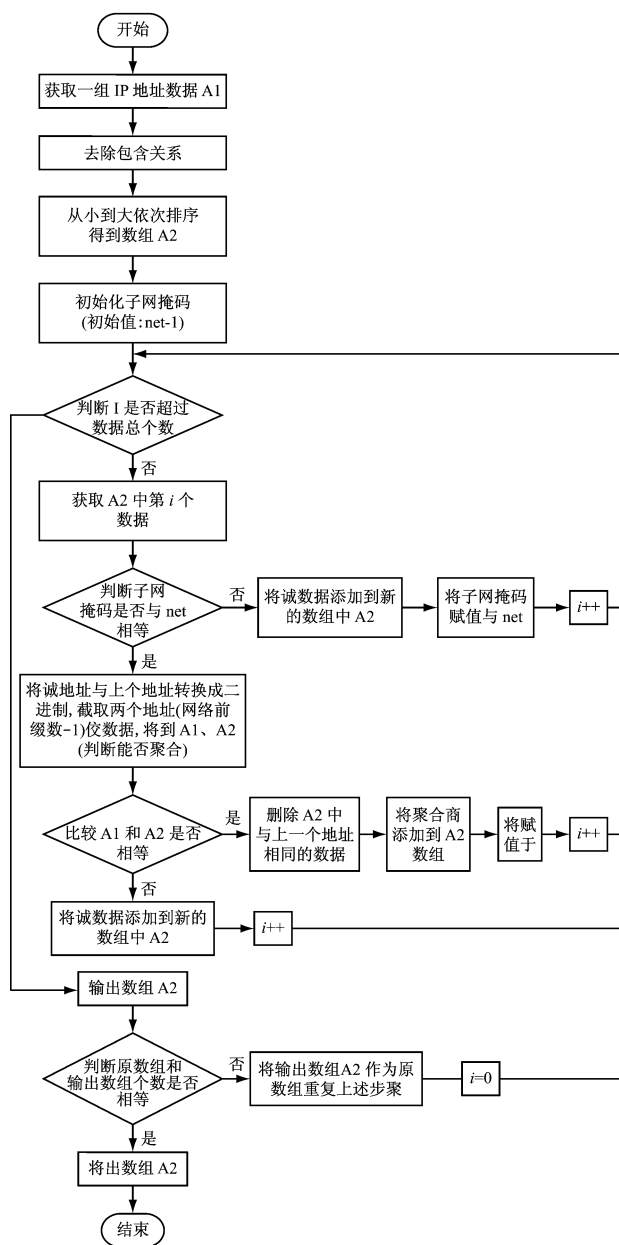 开始
获取一组 IP 地址数据 A1
去除包含关系
从小到大依次排序
得到数组 A2
初始化子网掩码
(初始值:net-1)
判断 I 是否超过
数据总个数
否
获取 A2 中第 i 个
数据
判断子网
掩码是否与 net
相等
否
将诚数据添加到新
的数组中 A2
将子网掩码
赋值与 net
i++
是
将诚地址与上个地址转换成二
进制,截取两个地址(网络前
缀数-1)佼数据,将到 A1、A2
(判断能否聚合)
比较 A1 和 A2 是否
相等
是
删除 A2 中
与上一个地址
相同的数据
将聚合商
添加到 A2
数组
将赋
值于
i++
否
将诚数据添加到新的
数组中 A2
i++
输出数组 A2
判断原数组和
输出数组个数是否
相等
否
将输出数组A2 作为原
数组重复上述步聚
i=0
是
将出数组 A2
结束